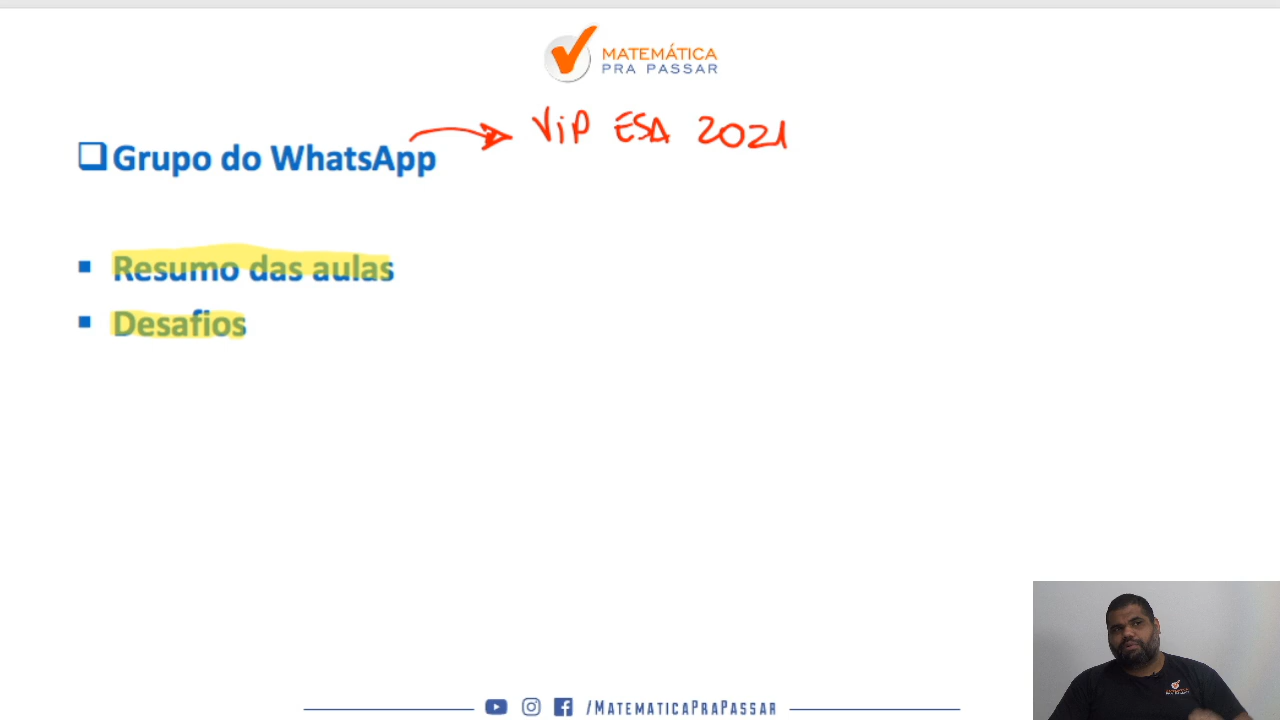 MATEMÁTICA
PRA PASSAR
VIP ESA 2021
Grupo do WhatsApp
Resumo das aulas
Desafios
/MATEMATICAPRAPASSAR